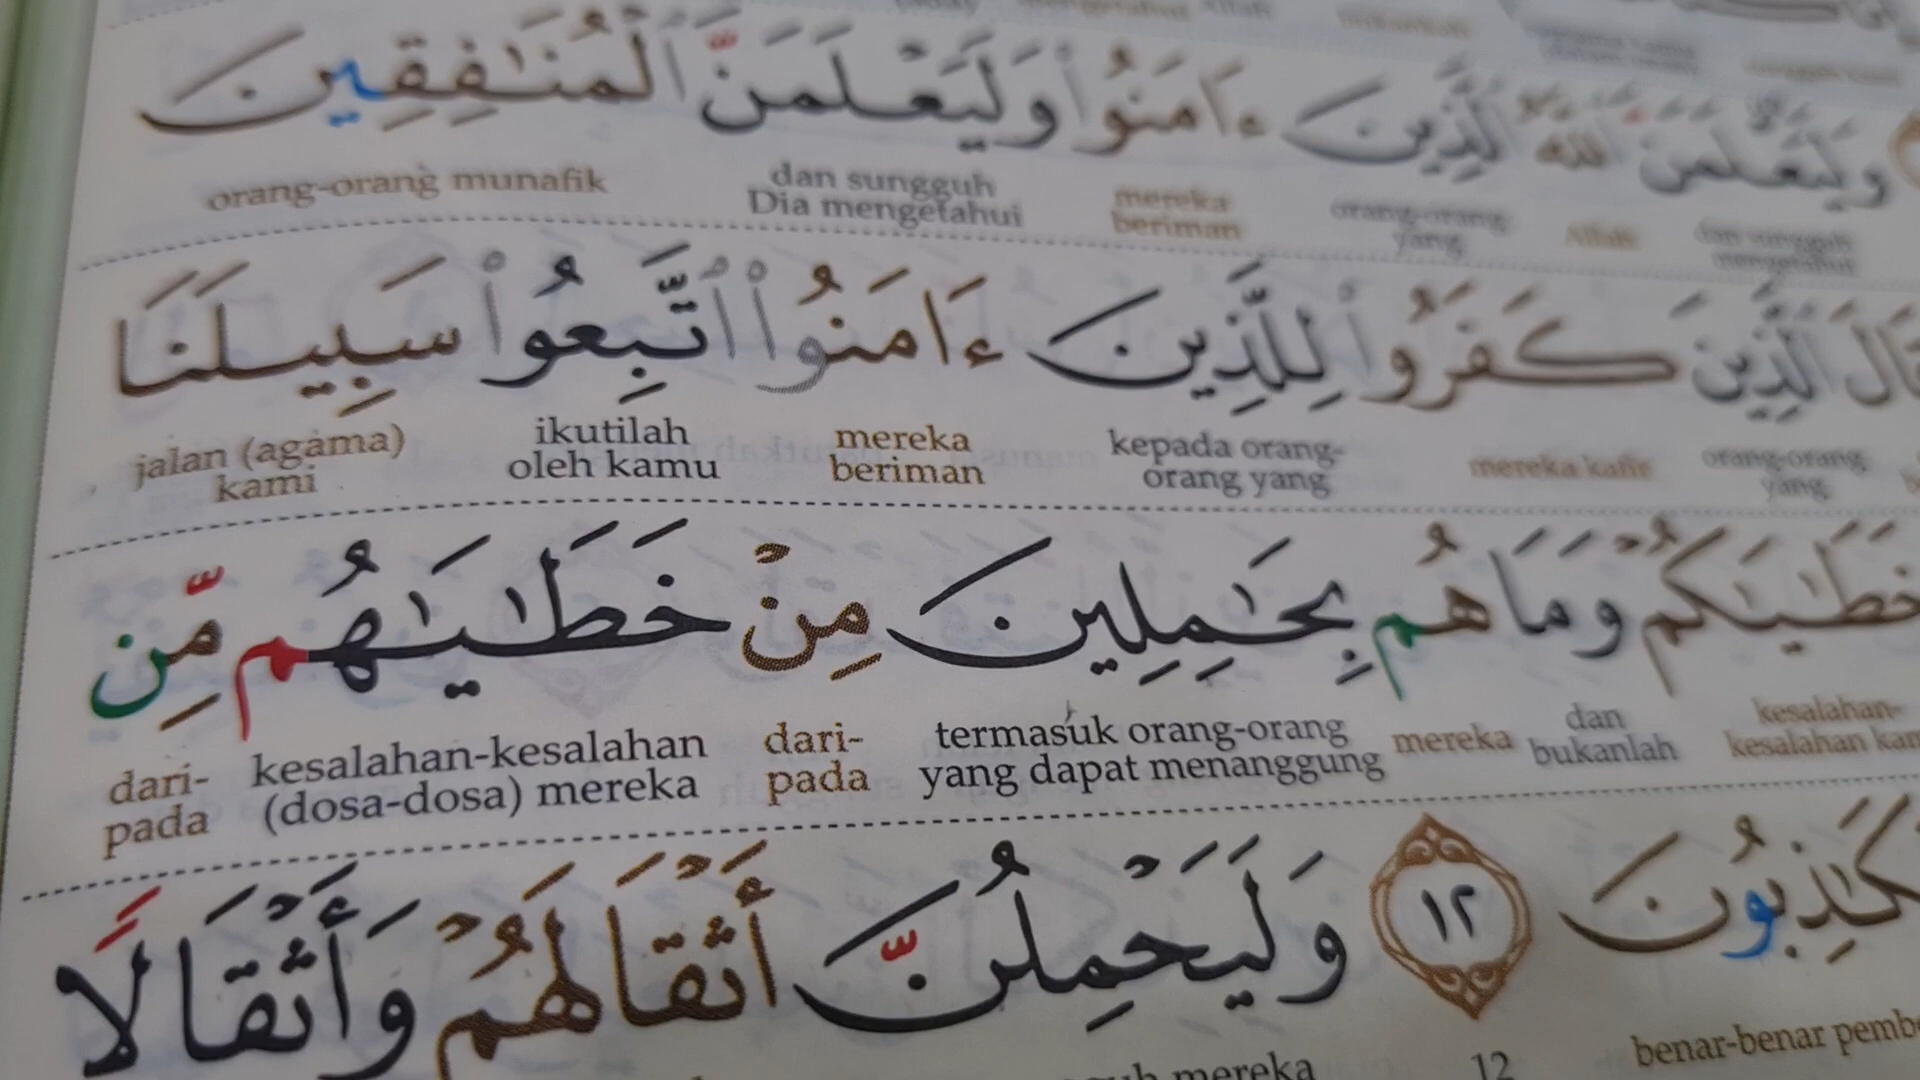 وَلَيَعْلَمَنَّ ٱللَّهُ ٱلَّذِينَ ءَامَنُوا۟ وَلَيَعْلَمَنَّ ٱلْمُنَـٰفِقِينَ
dan sungguh mengetahui Allah orang-orang yang mereka beriman dan sungguh Dia mengetahui orang-orang munafik
ٱلَّذِينَ كَفَرُوا۟ لِلَّذِينَ ءَامَنُوا۟ ٱتَّبِعُوا۟ سَبِيلَنَا
orang-orang yang mereka kafir kepada orang-orang yang mereka beriman ikutilah oleh kamu jalan (agama) kami
خَطَـٰيَـٰكُمْ وَمَا هُم بِحَـٰمِلِينَ مِنْ خَطَـٰيَـٰهُم مِّن
kesalahan-kesalahan dan bukanlah mereka termasuk orang-orang yang dapat menanggung dari-pada kesalahan-kesalahan (dosa-dosa) mereka dari-pada
١٢ وَلَيَحْمِلُنَّ أَثْقَالَهُمْ وَأَثْقَالًا
benar-benar 12 mereka